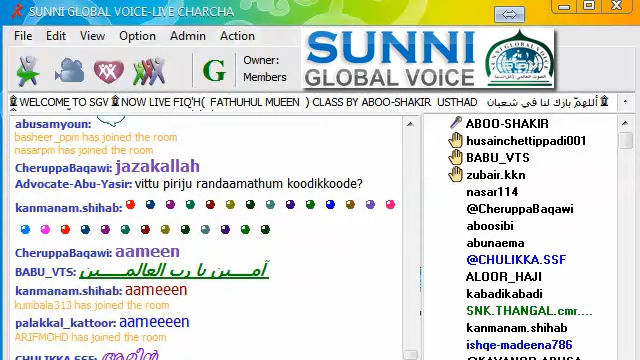 SUNNI GLOBAL VOICE-LIVE CHARCHA
File Edit View Option Admin Action
SUNNI
GLOBAL VOICE
G
Owner:
Members
WELCOME TO SGV NOW LIVE FIQ'H( FATHUHUL MUEEN ) CLASS BY ABOO-SHAKIR USTHAD أللهمّ بارك لنا في شعبان
abusamyoun:
basheer_ppm has joined the room
nasarpm has joined the room
CheruppaBaqawi: jazakallah
Advocate-Abu-Yasir: vittu piriju randaamathum koodikkoode?
kanmanam.shihab:
CheruppaBaqawi: aameen
BABU_VTS: آمـــين يا رب العالمـــين
kanmanam.shihab: aameeen
kumbala313 has joined the room
palakkal_kattoor: aameeeen
ARIFMOHD has joined the room
CHULIKKA.SSF:
ABOO-SHAKIR
husainchettippadi001
BABU_VTS
zubair.kkn
nasar114
@CheruppaBaqawi
aboosibi
abunaema
@CHULIKKA.SSF
ALOOR_HAJI
kabadikabadi
SNK.THANGAL.cmr....
kanmanam.shihab
ishqe-madeena786